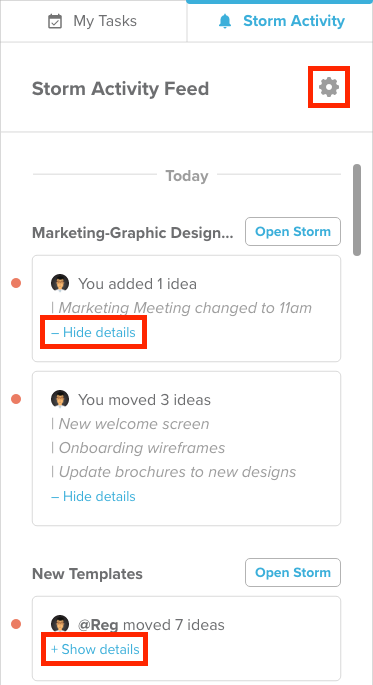 My Tasks
Storm Activity
Storm Activity Feed
Today
Marketing-Graphic Design...
Open Storm
You added 1 idea
| Marketing Meeting changed to 11am
– Hide details
You moved 3 ideas
| New welcome screen
| Onboarding wireframes
| Update brochures to new designs
– Hide details
New Templates
Open Storm
@Reg moved 7 ideas
+ Show details